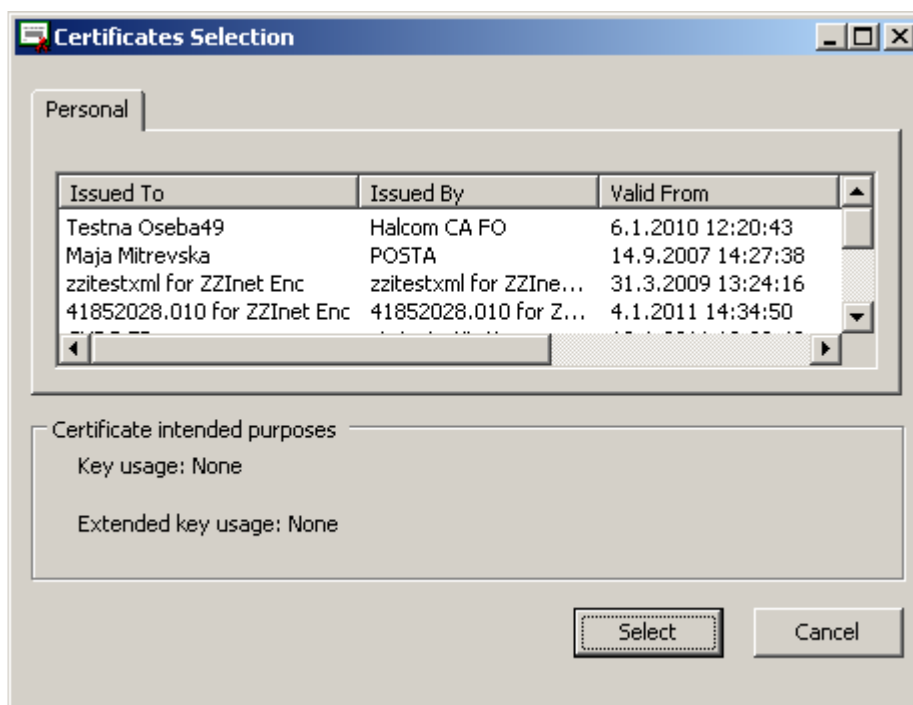 Certificates Selection
Personal
Issued To Issued By Valid From
Testna Oseba49 Halcom CA FO 6.1.2010 12:20:43
Maja Mitrevska POSTA 14.9.2007 14:27:38
zzitestxml for ZZInet Enc zzitestxml for ZZIne... 31.3.2009 13:24:16
41852028.010 for ZZInet Enc 41852028.010 for Z... 4.1.2011 14:34:50
Certificate intended purposes
Key usage: None
Extended key usage: None
Select Cancel